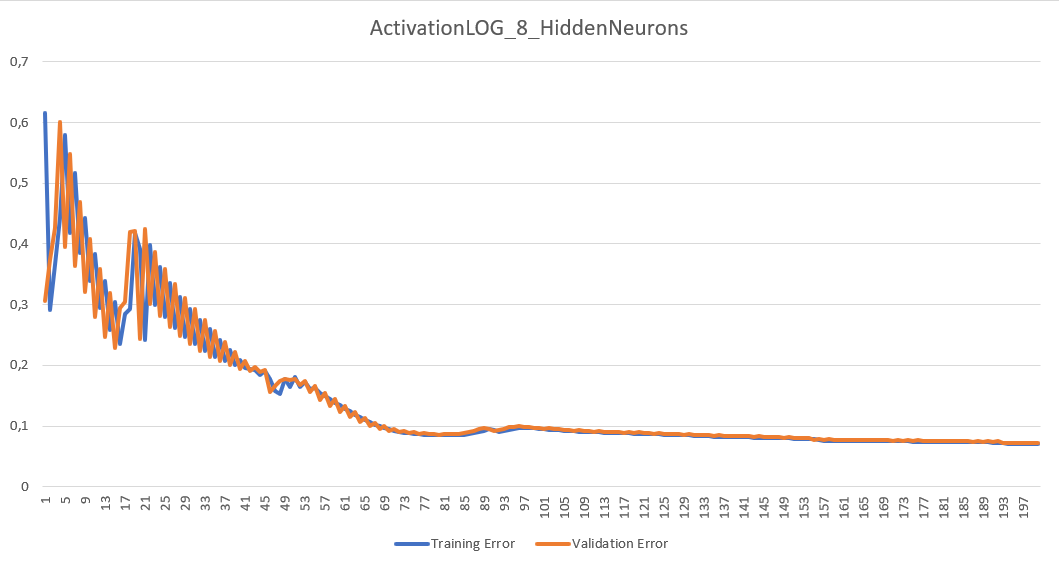 ActivationLOG_8_HiddenNeurons
0,7
0,6
0,5
0,4
0,3
0,2
0,1
0
1 5 9 13 17 21 25 29 33 37 41 45 49 53 57 61 65 69 73 77 81 85 89 93 97 101 105 109 113 117 121 125 129 133 137 141 145 149 153 157 161 165 169 173 177 181 185 189 193 197
Training Error Validation Error